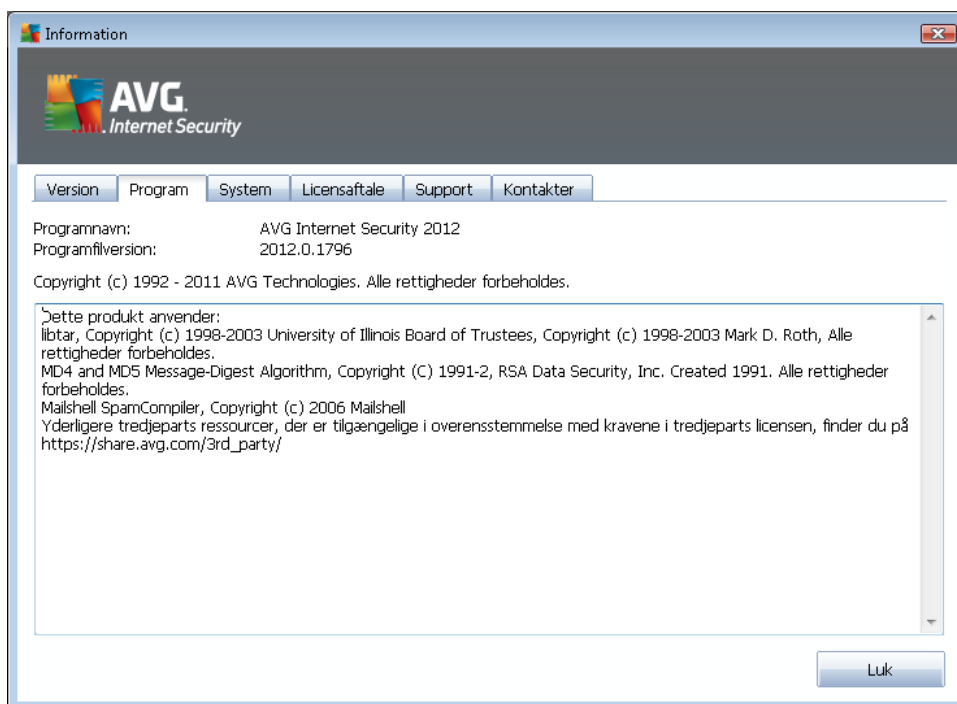 Information
AVG.
Internet Security
Version Program System Licensaftale Support Kontakter
Programnavn: AVG Internet Security 2012
Programfilversion: 2012.0.1796
Copyright (c) 1992 - 2011 AVG Technologies. Alle rettigheder forbeholdes.
Dette produkt anvender:
libtar, Copyright (c) 1998-2003 University of Illinois Board of Trustees, Copyright (c) 1998-2003 Mark D. Roth, Alle
rettigheder forbeholdes.
MD4 and MD5 Message-Digest Algorithm, Copyright (C) 1991-2, RSA Data Security, Inc. Created 1991. Alle rettigheder
forbeholdes.
Mailshell SpamCompiler, Copyright (c) 2006 Mailshell
Yderligere tredjeparts ressourcer, der er tilgængelige i overensstemmelse med kravene i tredjeparts licensen, finder du på
https://share.avg.com/3rd_party/
Luk